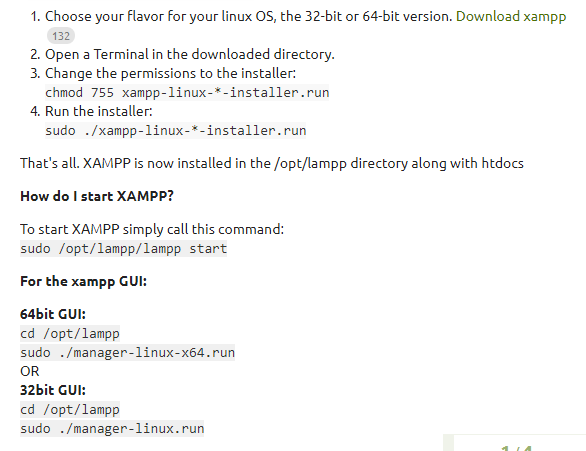 1. Choose your flavor for your linux OS, the 32-bit or 64-bit version. Download xampp
132
2. Open a Terminal in the downloaded directory.
3. Change the permissions to the installer:
chmod 755 xampp-linux-*-installer.run
4. Run the installer:
sudo ./xampp-linux-*-installer.run
That's all. XAMPP is now installed in the /opt/lampp directory along with htdocs
How do I start XAMPP?
To start XAMPP simply call this command:
sudo /opt/lampp/lampp start
For the xampp GUI:
64bit GUI:
cd /opt/lampp
sudo ./manager-linux-x64.run
OR
32bit GUI:
cd /opt/lampp
sudo ./manager-linux.run